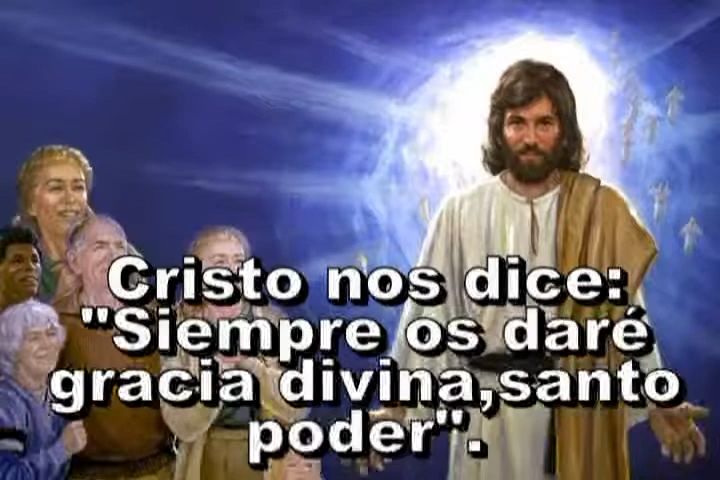 Cristo nos dice:
"Siempre os daré
gracia divina,santo
poder".